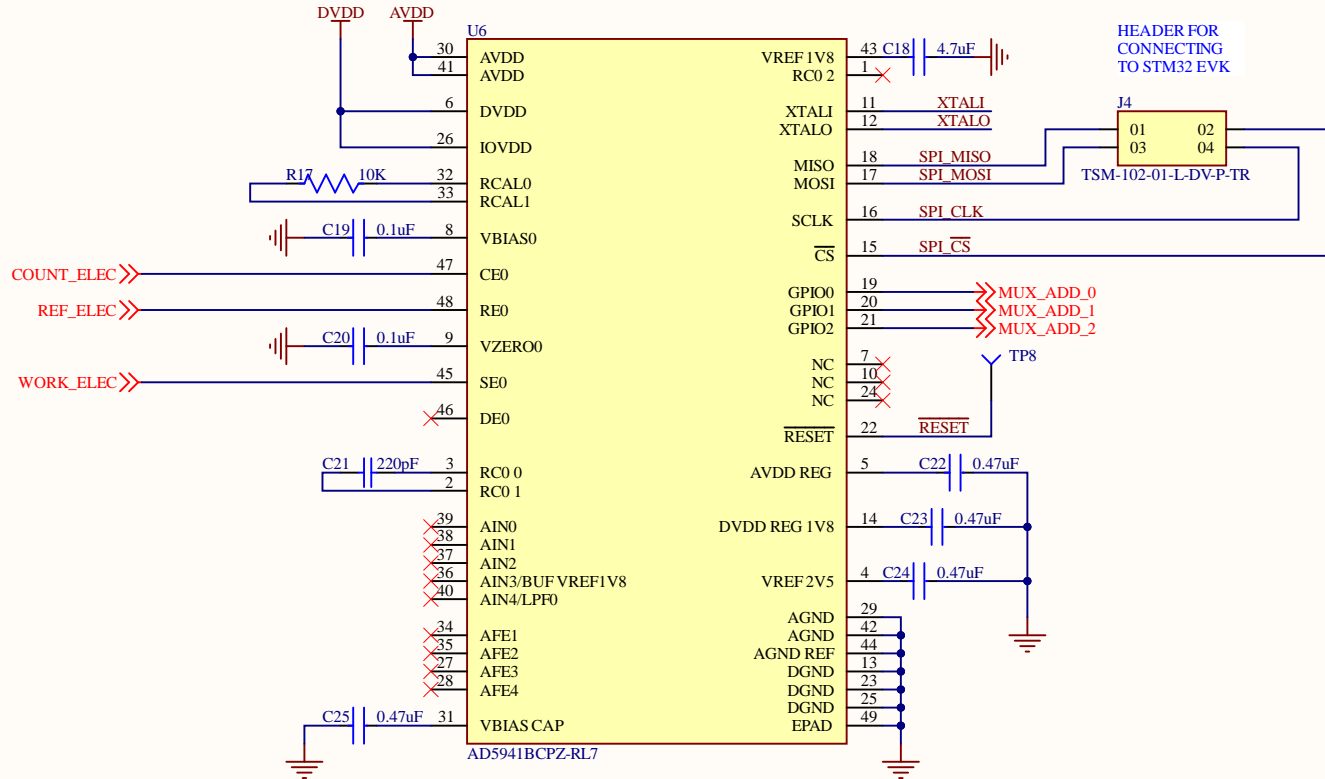 DVDD
AVDD
U6
30
AVDD
41
AVDD
6
DVDD
26
IOVDD
R17
10K
32
RCAL0
33
RCAL1
C19
0.1uF
8
VBIAS0
COUNT_ELEC
47
CE0
REF_ELEC
48
RE0
C20
0.1uF
9
VZERO0
WORK_ELEC
45
SE0
46
DE0
C21
220pF
3
RC0 0
2
RC0 1
39
AIN0
38
AIN1
37
AIN2
36
AIN3/BUF VREF1V8
40
AIN4/LPF0
34
AFE1
35
AFE2
27
AFE3
28
AFE4
C25
0.47uF
31
VBIAS CAP
AD5941BCPZ-RL7
VREF 1V8
43
C18
4.7uF
RC0 2
1
XTALI
11
XTALI
XTALO
12
XTALO
MISO
18
SPI_MISO
MOSI
17
SPI_MOSI
SCLK
16
SPI_CLK
CS
15
SPI_CS
GPIO0
19
MUX_ADD_0
GPIO1
20
MUX_ADD_1
GPIO2
21
MUX_ADD_2
NC
7
NC
10
NC
24
TP8
RESET
22
RESET
AVDD REG
5
C22
0.47uF
DVDD REG 1V8
14
C23
0.47uF
VREF 2V5
4
C24
0.47uF
AGND
29
AGND
42
AGND REF
44
DGND
13
DGND
23
DGND
25
EPAD
49
HEADER FOR
CONNECTING
TO STM32 EVK
J4
01
02
03
04
TSM-102-01-L-DV-P-TR